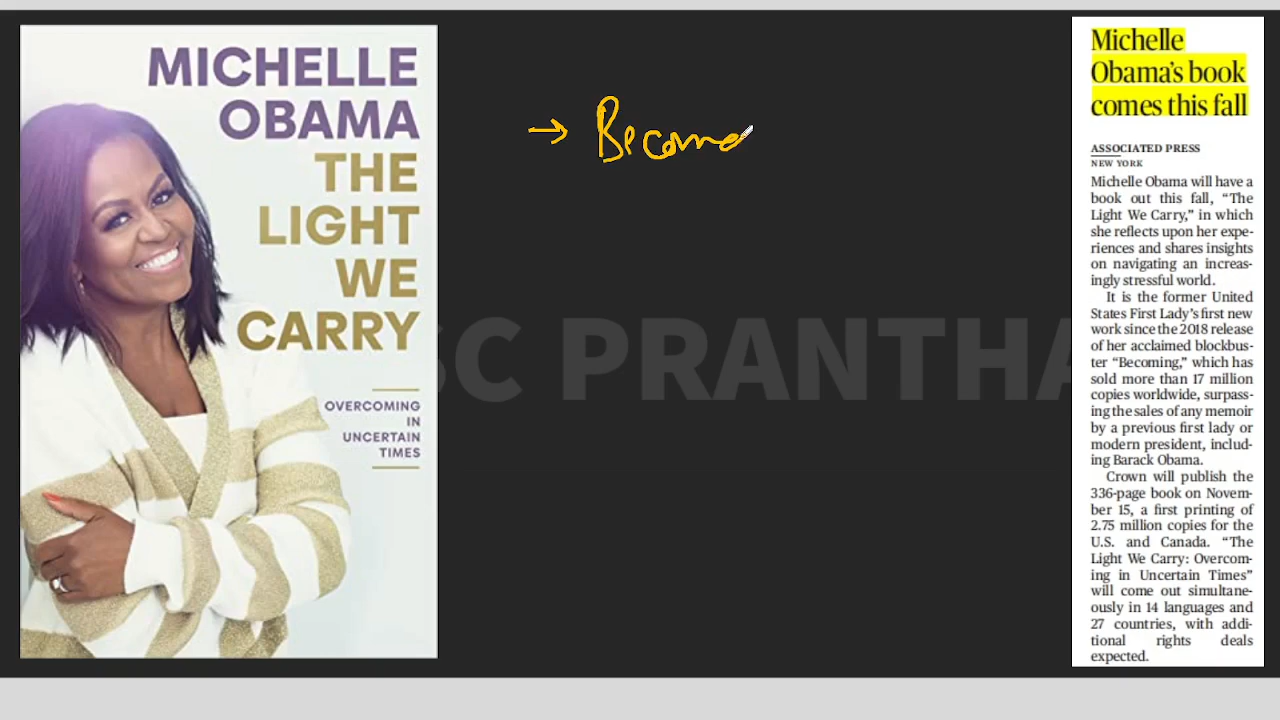 MICHELLE
OBAMA
THE
LIGHT
WE
CARRY
OVERCOMING
IN
UNCERTAIN
TIMES
→ Become
SC PRANTHA
Michelle
Obama's book
comes this fall
ASSOCIATED PRESS
NEW YORK
Michelle Obama will have a
book out this fall, “The
Light We Carry,” in which
she reflects upon her expe-
riences and shares insights
on navigating an increas-
ingly stressful world.
It is the former United
States First Lady's first new
work since the 2018 release
of her acclaimed blockbus-
ter “Becoming,” which has
sold more than 17 million
copies worldwide, surpass-
ing the sales of any memoir
by a previous first lady or
modern president, includ-
ing Barack Obama.
Crown will publish the
336-page book on Novem-
ber 15, a first printing of
2.75 million copies for the
U.S. and Canada. “The
Light We Carry: Overcom-
ing in Uncertain Times”
will come out simultane-
ously in 14 languages and
27 countries, with addi-
tional rights deals
expected.